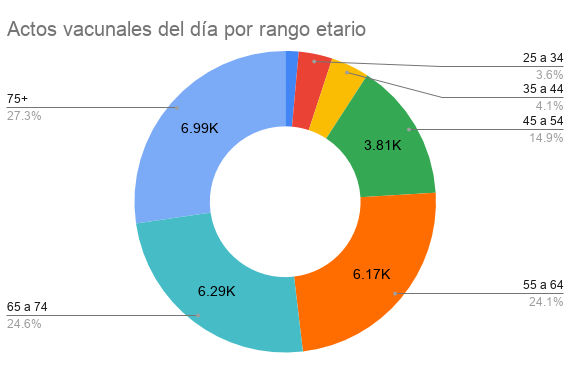 Actos vacunales del día por rango etario
25 a 34
3.6%
35 a 44
4.1%
45 a 54
14.9%
75+
27.3%
6.99K
3.81K
6.17K
6.29K
55 a 64
24.1%
65 a 74
24.6%